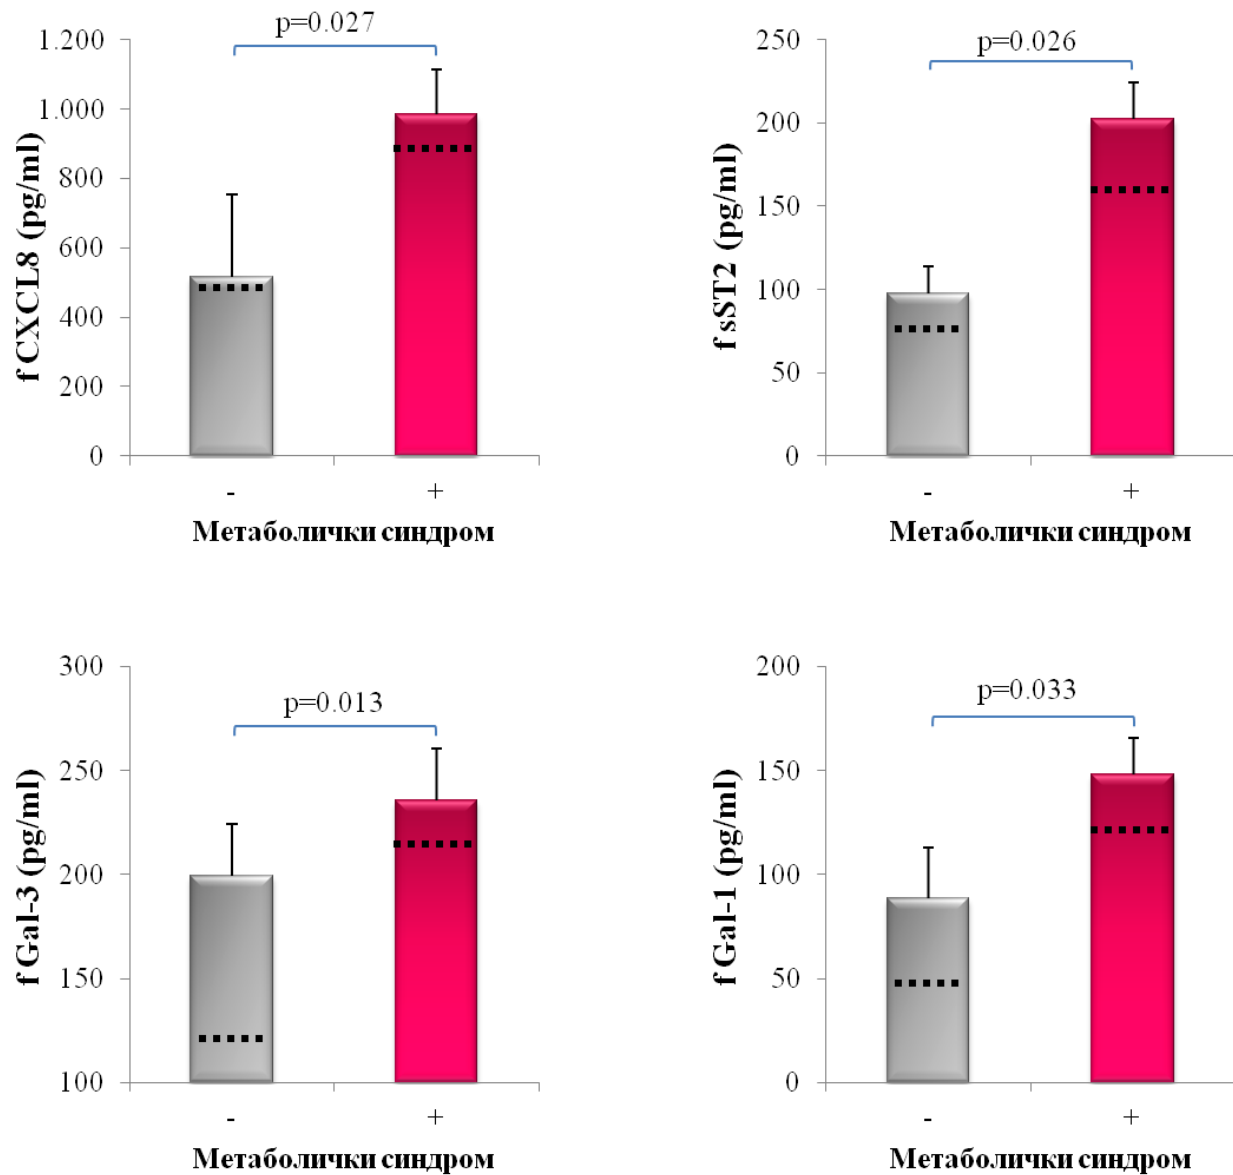 p=0.027
1.200
1.000
800
600
400
200
0
f CXCL8 (pg/ml)
- +
Метаболички синдром
p=0.026
250
200
150
100
50
0
f sST2 (pg/ml)
- +
Метаболички синдром
p=0.013
300
250
200
150
100
f Gal-3 (pg/ml)
- +
Метаболички синдром
p=0.033
200
150
100
50
0
f Gal-1 (pg/ml)
- +
Метаболички синдром